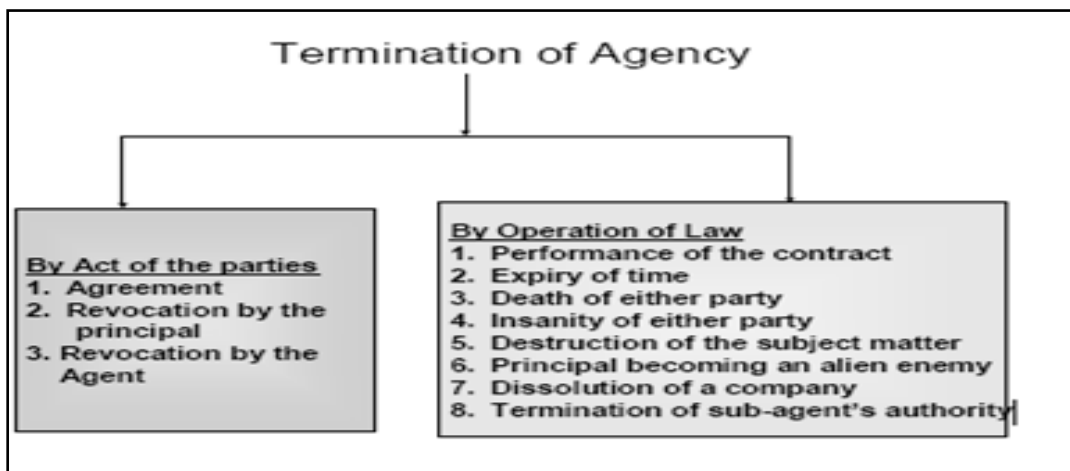 Termination of Agency
By Act of the parties
1. Agreement
2. Revocation by the
principal
3. Revocation by the
Agent
By Operation of Law
1. Performance of the contract
2. Expiry of time
3. Death of either party
4. Insanity of either party
5. Destruction of the subject matter
6. Principal becoming an alien enemy
7. Dissolution of a company
8. Termination of sub-agent's authority